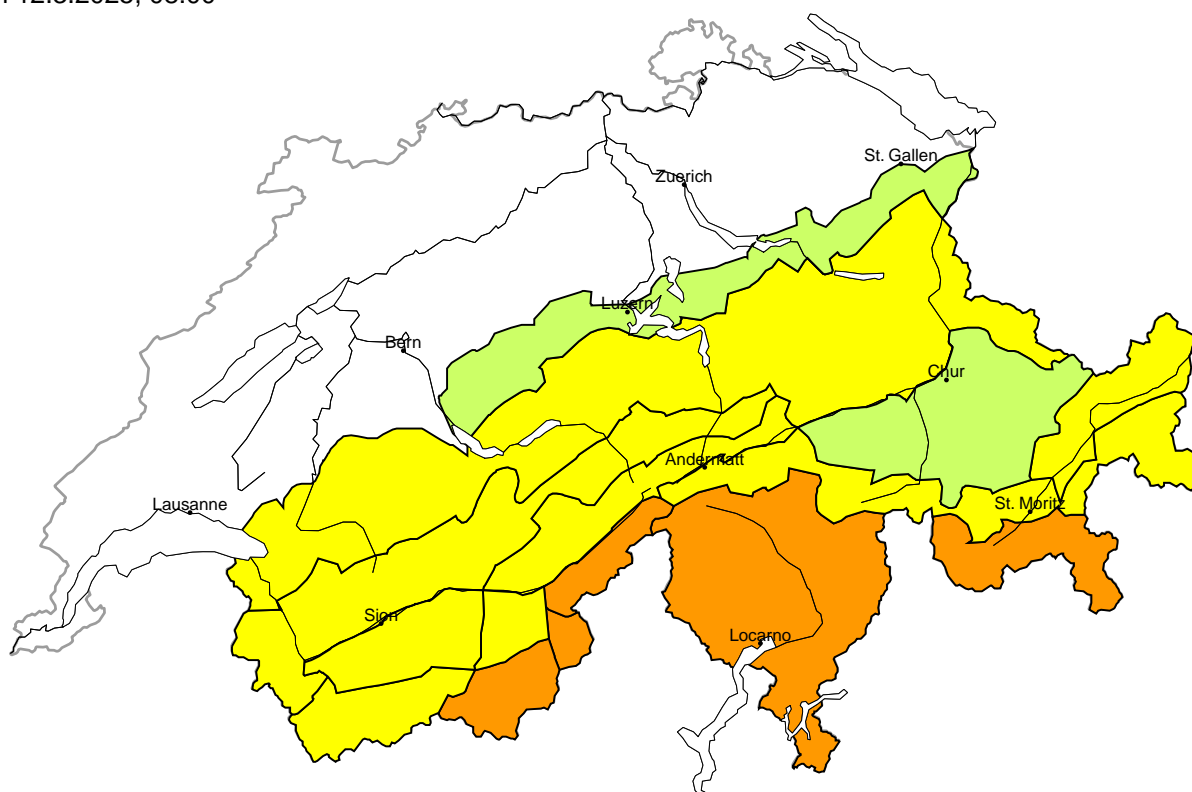 St. Gallen
Zuerich
Luzern
Bern
Chur
Andermatt
Lausanne
St. Moritz
Sion
Locarno